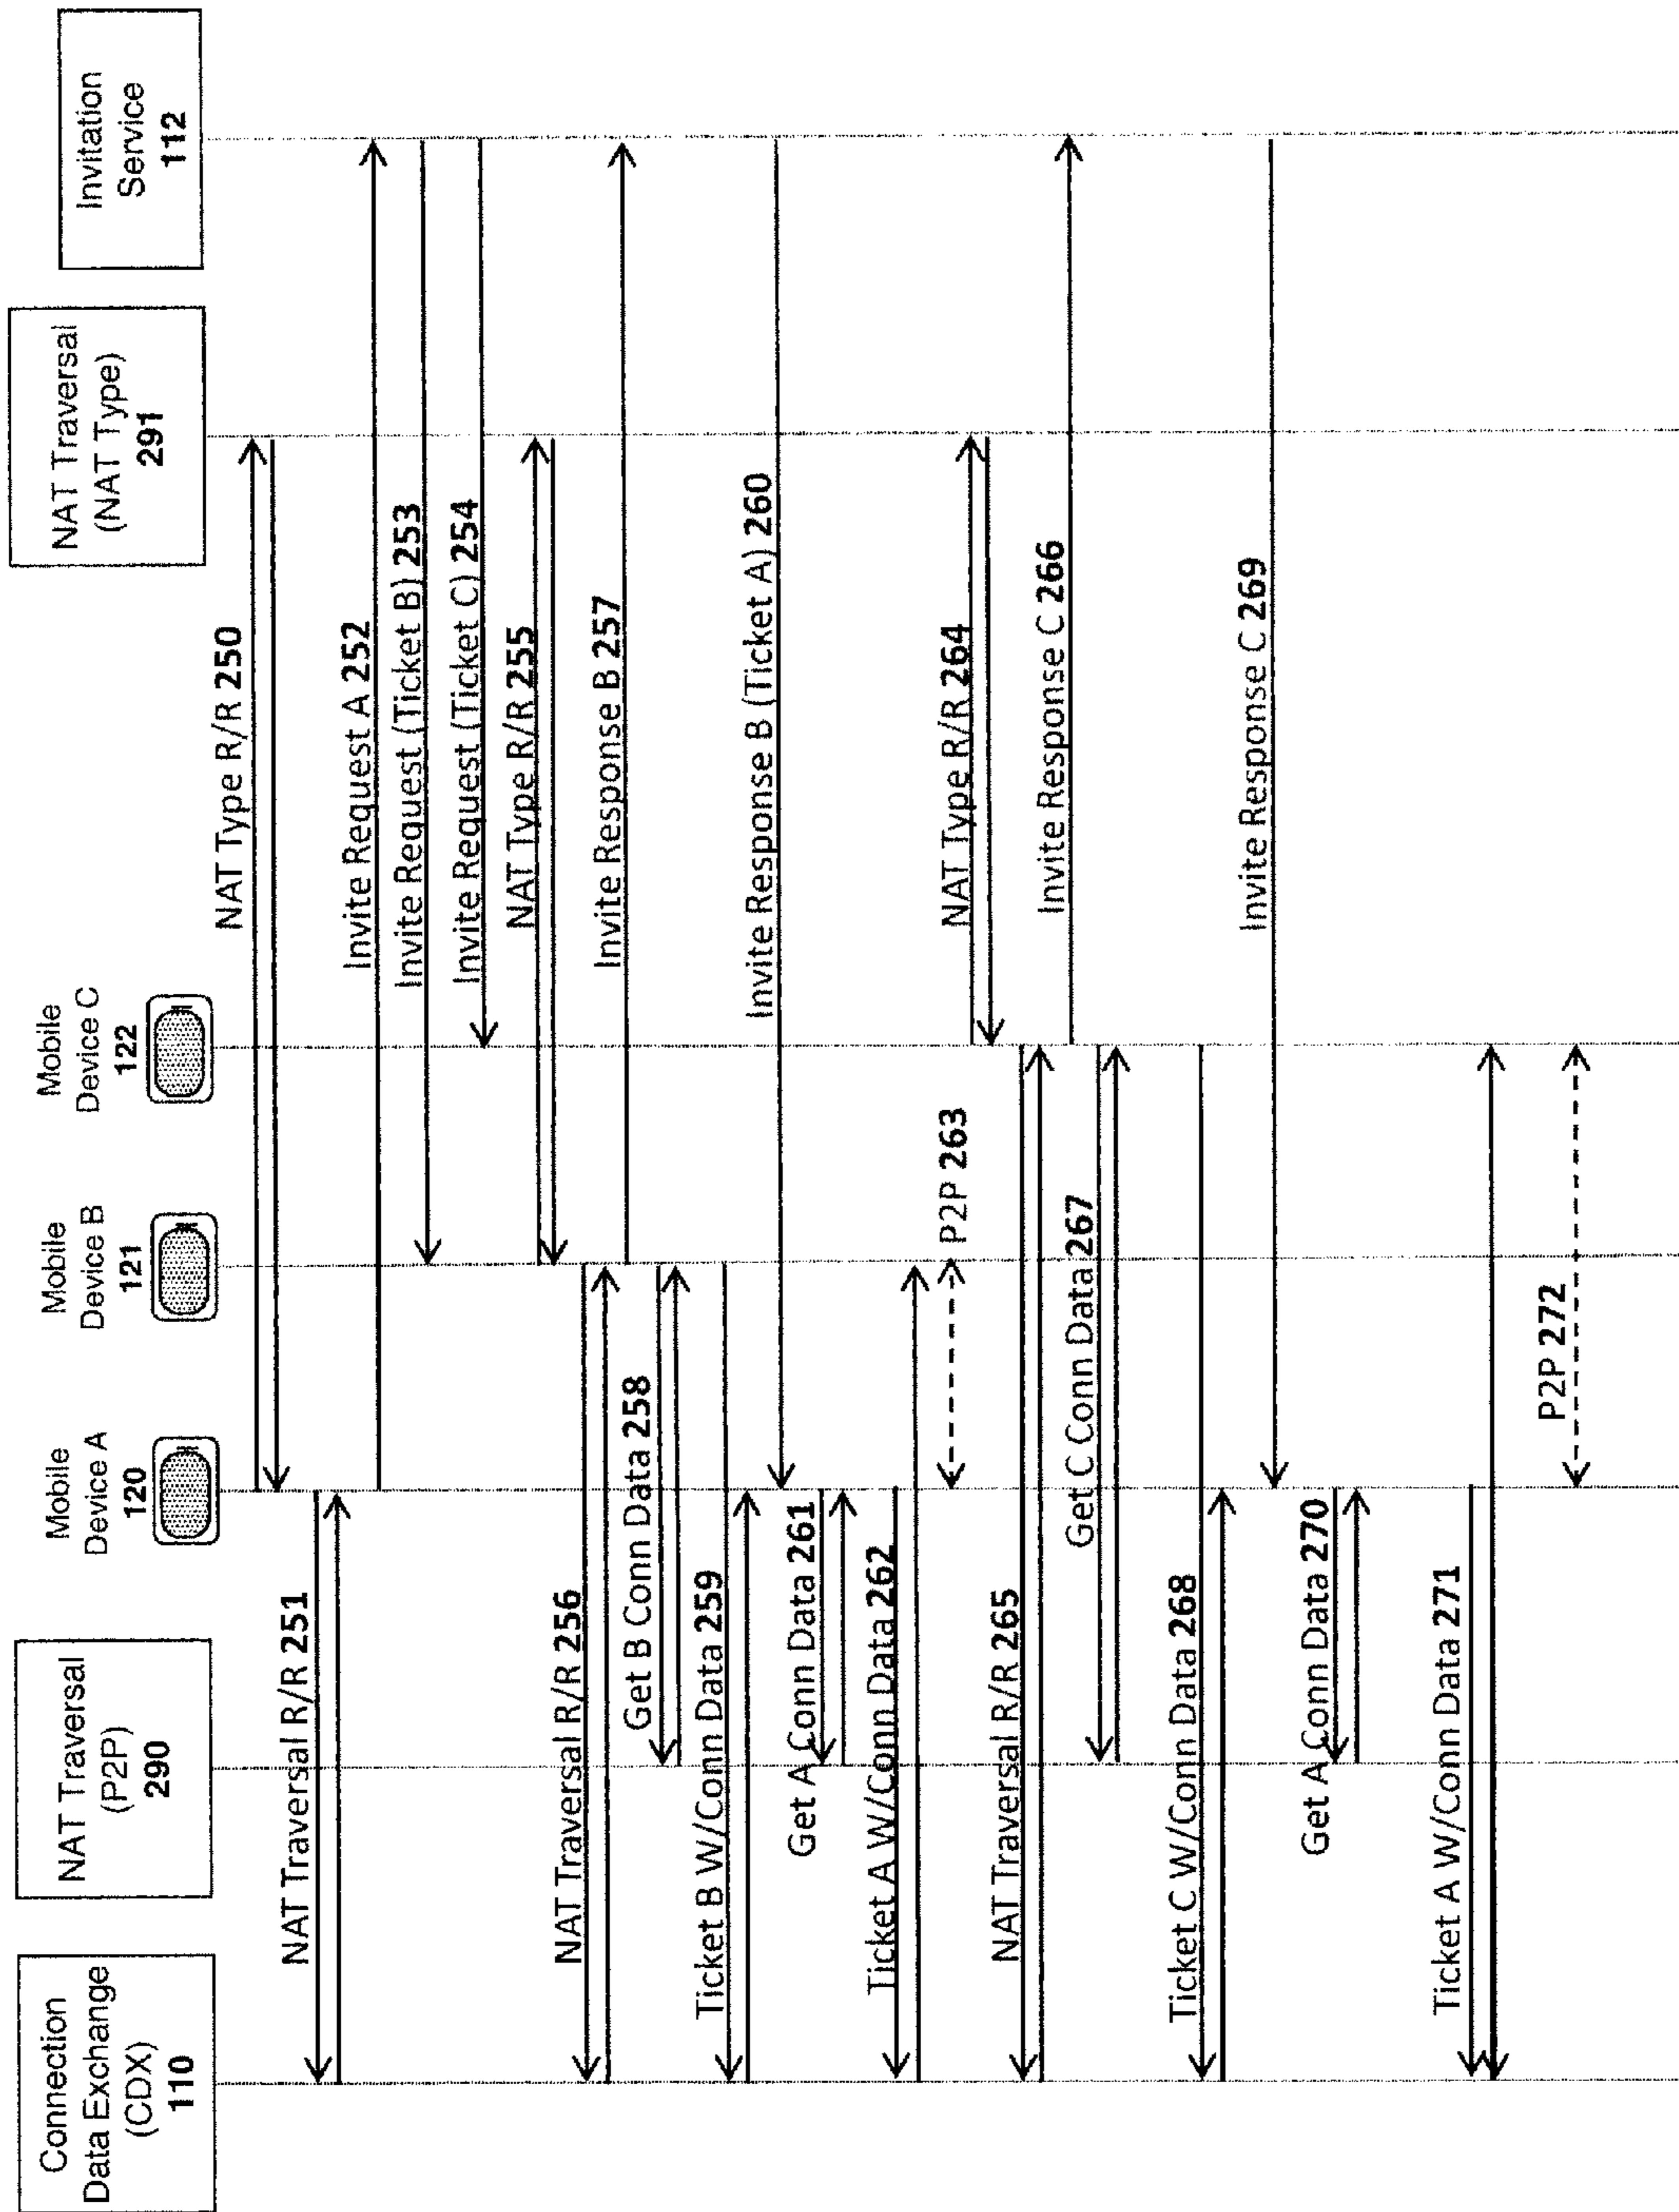 Connection
Data Exchange
(CDX)
110
NAT Traversal
(P2P)
290
Mobile
Device A
120
Mobile
Device B
121
Mobile
Device C
122
NAT Traversal
(NAT Type)
291
Invitation
Service
112
NAT Type R/R 250
NAT Traversal R/R 251
Invite Request A 252
Invite Request (Ticket B) 253
Invite Request (Ticket C) 254
NAT Type R/R 255
NAT Traversal R/R 256
Invite Response B 257
Get B Conn Data 258
Ticket B W/Conn Data 259
Invite Response B (Ticket A) 260
Get A Conn Data 261
Ticket A W/Conn Data 262
P2P 263
NAT Type R/R 264
NAT Traversal R/R 265
Invite Response C 266
Get C Conn Data 267
Ticket C W/Conn Data 268
Invite Response C 269
Get A Conn Data 270
Ticket A W/Conn Data 271
P2P 272